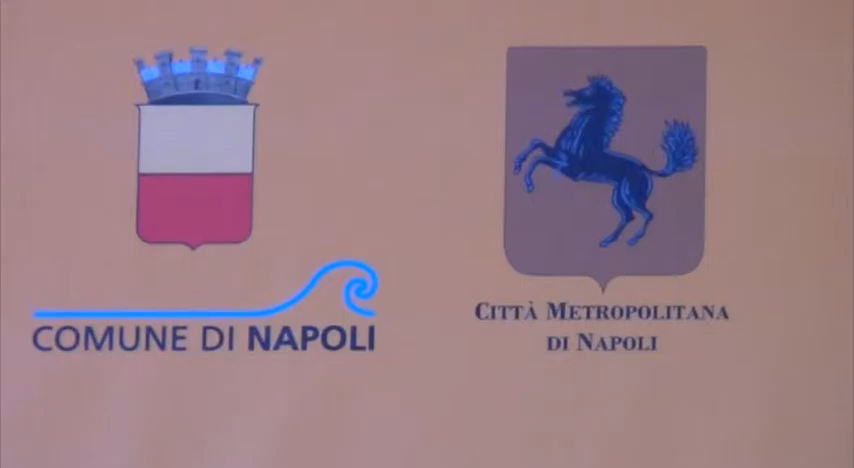 COMUNE DI NAPOLI
CITTÀ METROPOLITANA
DI NAPOLI